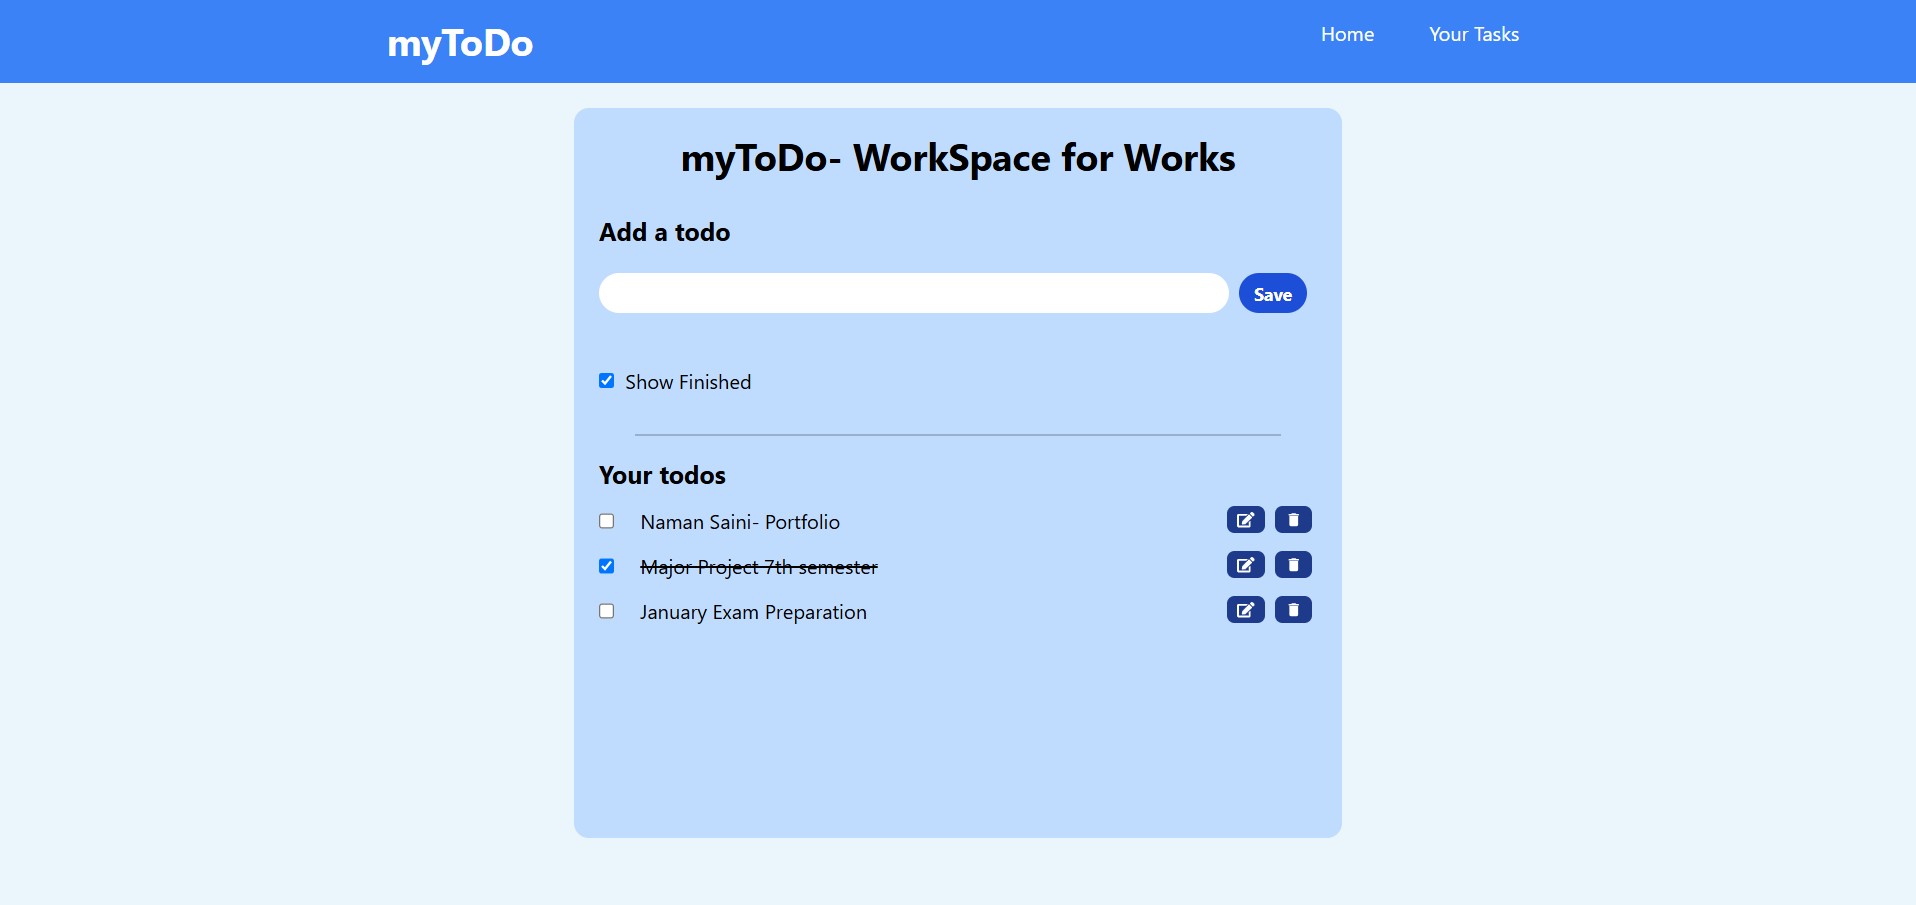 myToDo
Home
Your Tasks
myToDo- WorkSpace for Works
Add a todo
Save
Show Finished
Your todos
Naman Saini- Portfolio
Major Project 7th semester
January Exam Preparation